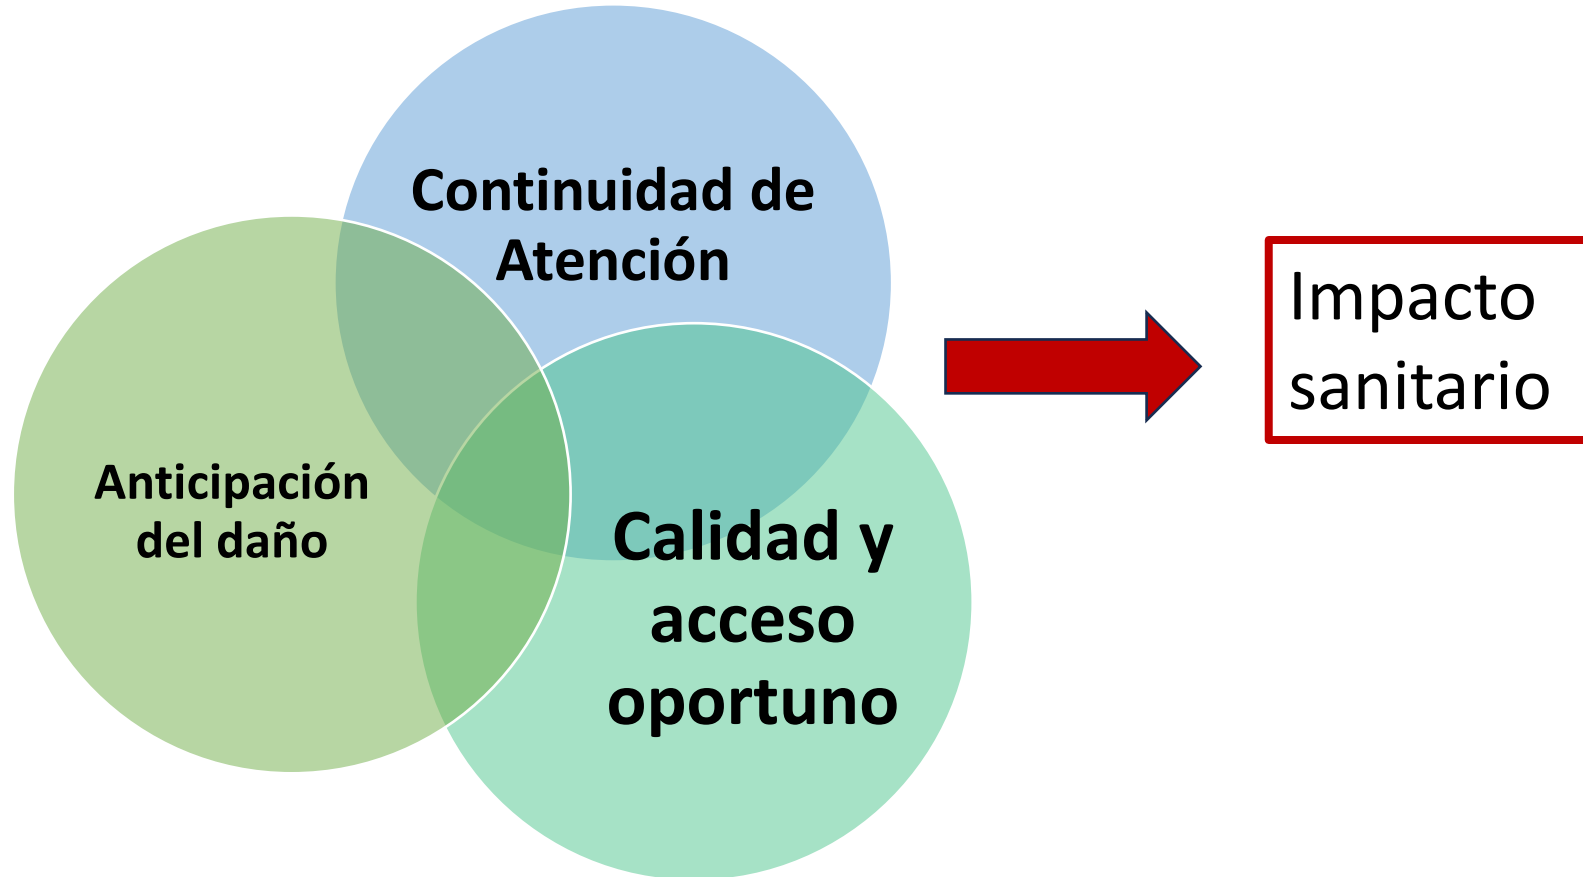 Continuidad de
Atención
Anticipación
del daño
Calidad y
acceso
oportuno
Impacto
sanitario